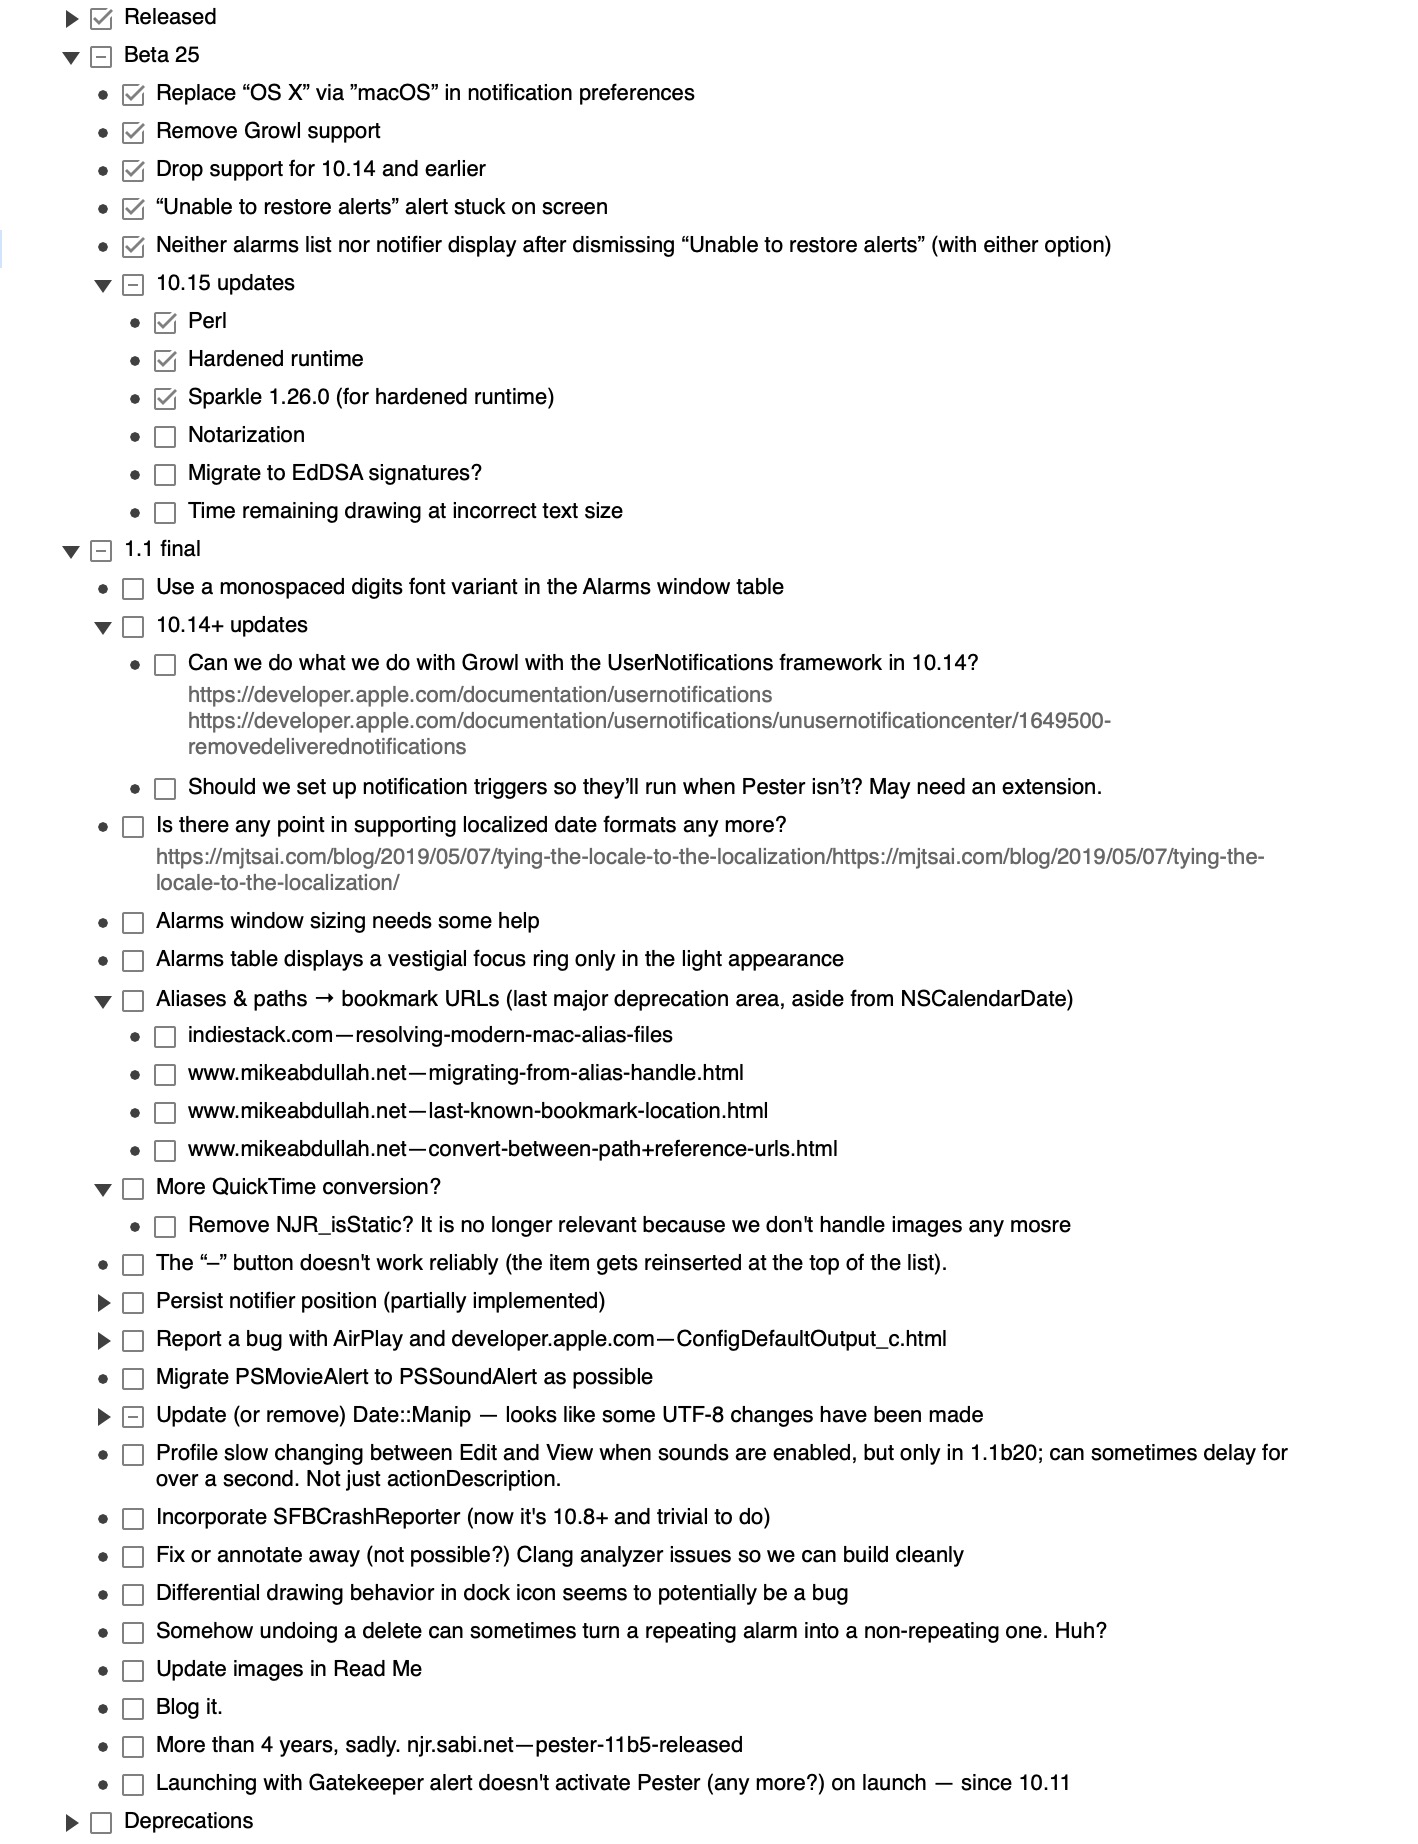 Released
Beta 25
Replace “OS X” via ”macOS” in notification preferences
Remove Growl support
Drop support for 10.14 and earlier
“Unable to restore alerts” alert stuck on screen
Neither alarms list nor notifier display after dismissing “Unable to restore alerts” (with either option)
10.15 updates
Perl
Hardened runtime
Sparkle 1.26.0 (for hardened runtime)
Notarization
Migrate to EdDSA signatures?
Time remaining drawing at incorrect text size
1.1 final
Use a monospaced digits font variant in the Alarms window table
10.14+ updates
Can we do what we do with Growl with the UserNotifications framework in 10.14?
https://developer.apple.com/documentation/usernotifications
https://developer.apple.com/documentation/usernotifications/unusernotificationcenter/1649500-
removedeliverednotifications
Should we set up notification triggers so they’ll run when Pester isn’t? May need an extension.
Is there any point in supporting localized date formats any more?
https://mjtsai.com/blog/2019/05/07/tying-the-locale-to-the-localization/https://mjtsai.com/blog/2019/05/07/tying-the-
locale-to-the-localization/
Alarms window sizing needs some help
Alarms table displays a vestigial focus ring only in the light appearance
Aliases & paths → bookmark URLs (last major deprecation area, aside from NSCalendarDate)
indiestack.com—resolving-modern-mac-alias-files
www.mikeabdullah.net—migrating-from-alias-handle.html
www.mikeabdullah.net—last-known-bookmark-location.html
www.mikeabdullah.net—convert-between-path+reference-urls.html
More QuickTime conversion?
Remove NJR_isStatic? It is no longer relevant because we don't handle images any mosre
The “–” button doesn't work reliably (the item gets reinserted at the top of the list).
Persist notifier position (partially implemented)
Report a bug with AirPlay and developer.apple.com—ConfigDefaultOutput_c.html
Migrate PSMovieAlert to PSSoundAlert as possible
Update (or remove) Date::Manip — looks like some UTF-8 changes have been made
Profile slow changing between Edit and View when sounds are enabled, but only in 1.1b20; can sometimes delay for
over a second. Not just actionDescription.
Incorporate SFBCrashReporter (now it's 10.8+ and trivial to do)
Fix or annotate away (not possible?) Clang analyzer issues so we can build cleanly
Differential drawing behavior in dock icon seems to potentially be a bug
Somehow undoing a delete can sometimes turn a repeating alarm into a non-repeating one. Huh?
Update images in Read Me
Blog it.
More than 4 years, sadly. njr.sabi.net—pester-11b5-released
Launching with Gatekeeper alert doesn't activate Pester (any more?) on launch — since 10.11
Deprecations